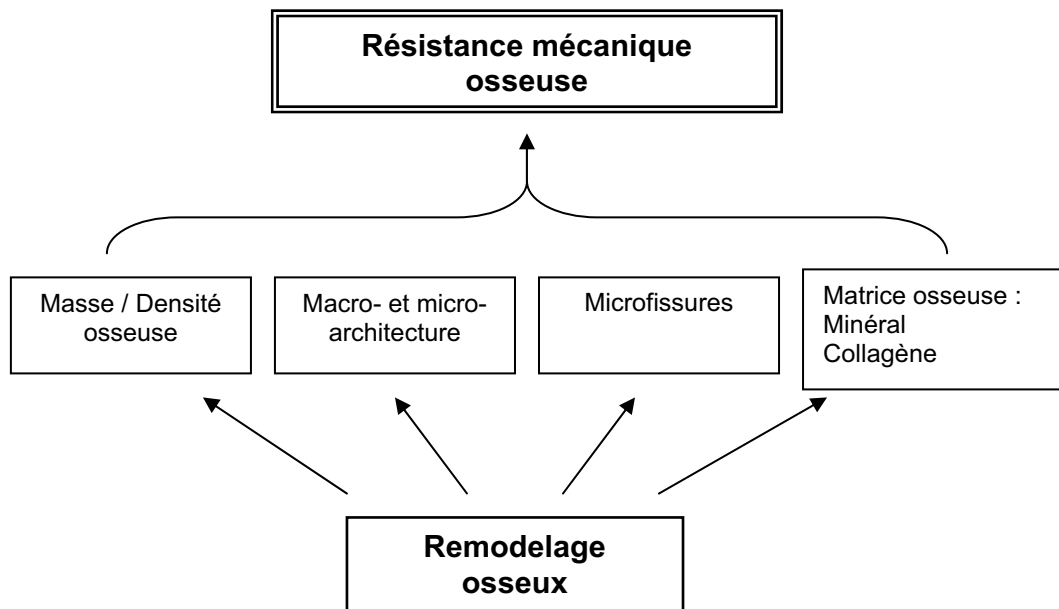 Résistance mécanique
osseuse
Masse / Densité
osseuse
Macro- et micro-
architecture
Microfissures
Matrice osseuse :
Minéral
Collagène
Remodelage
osseux